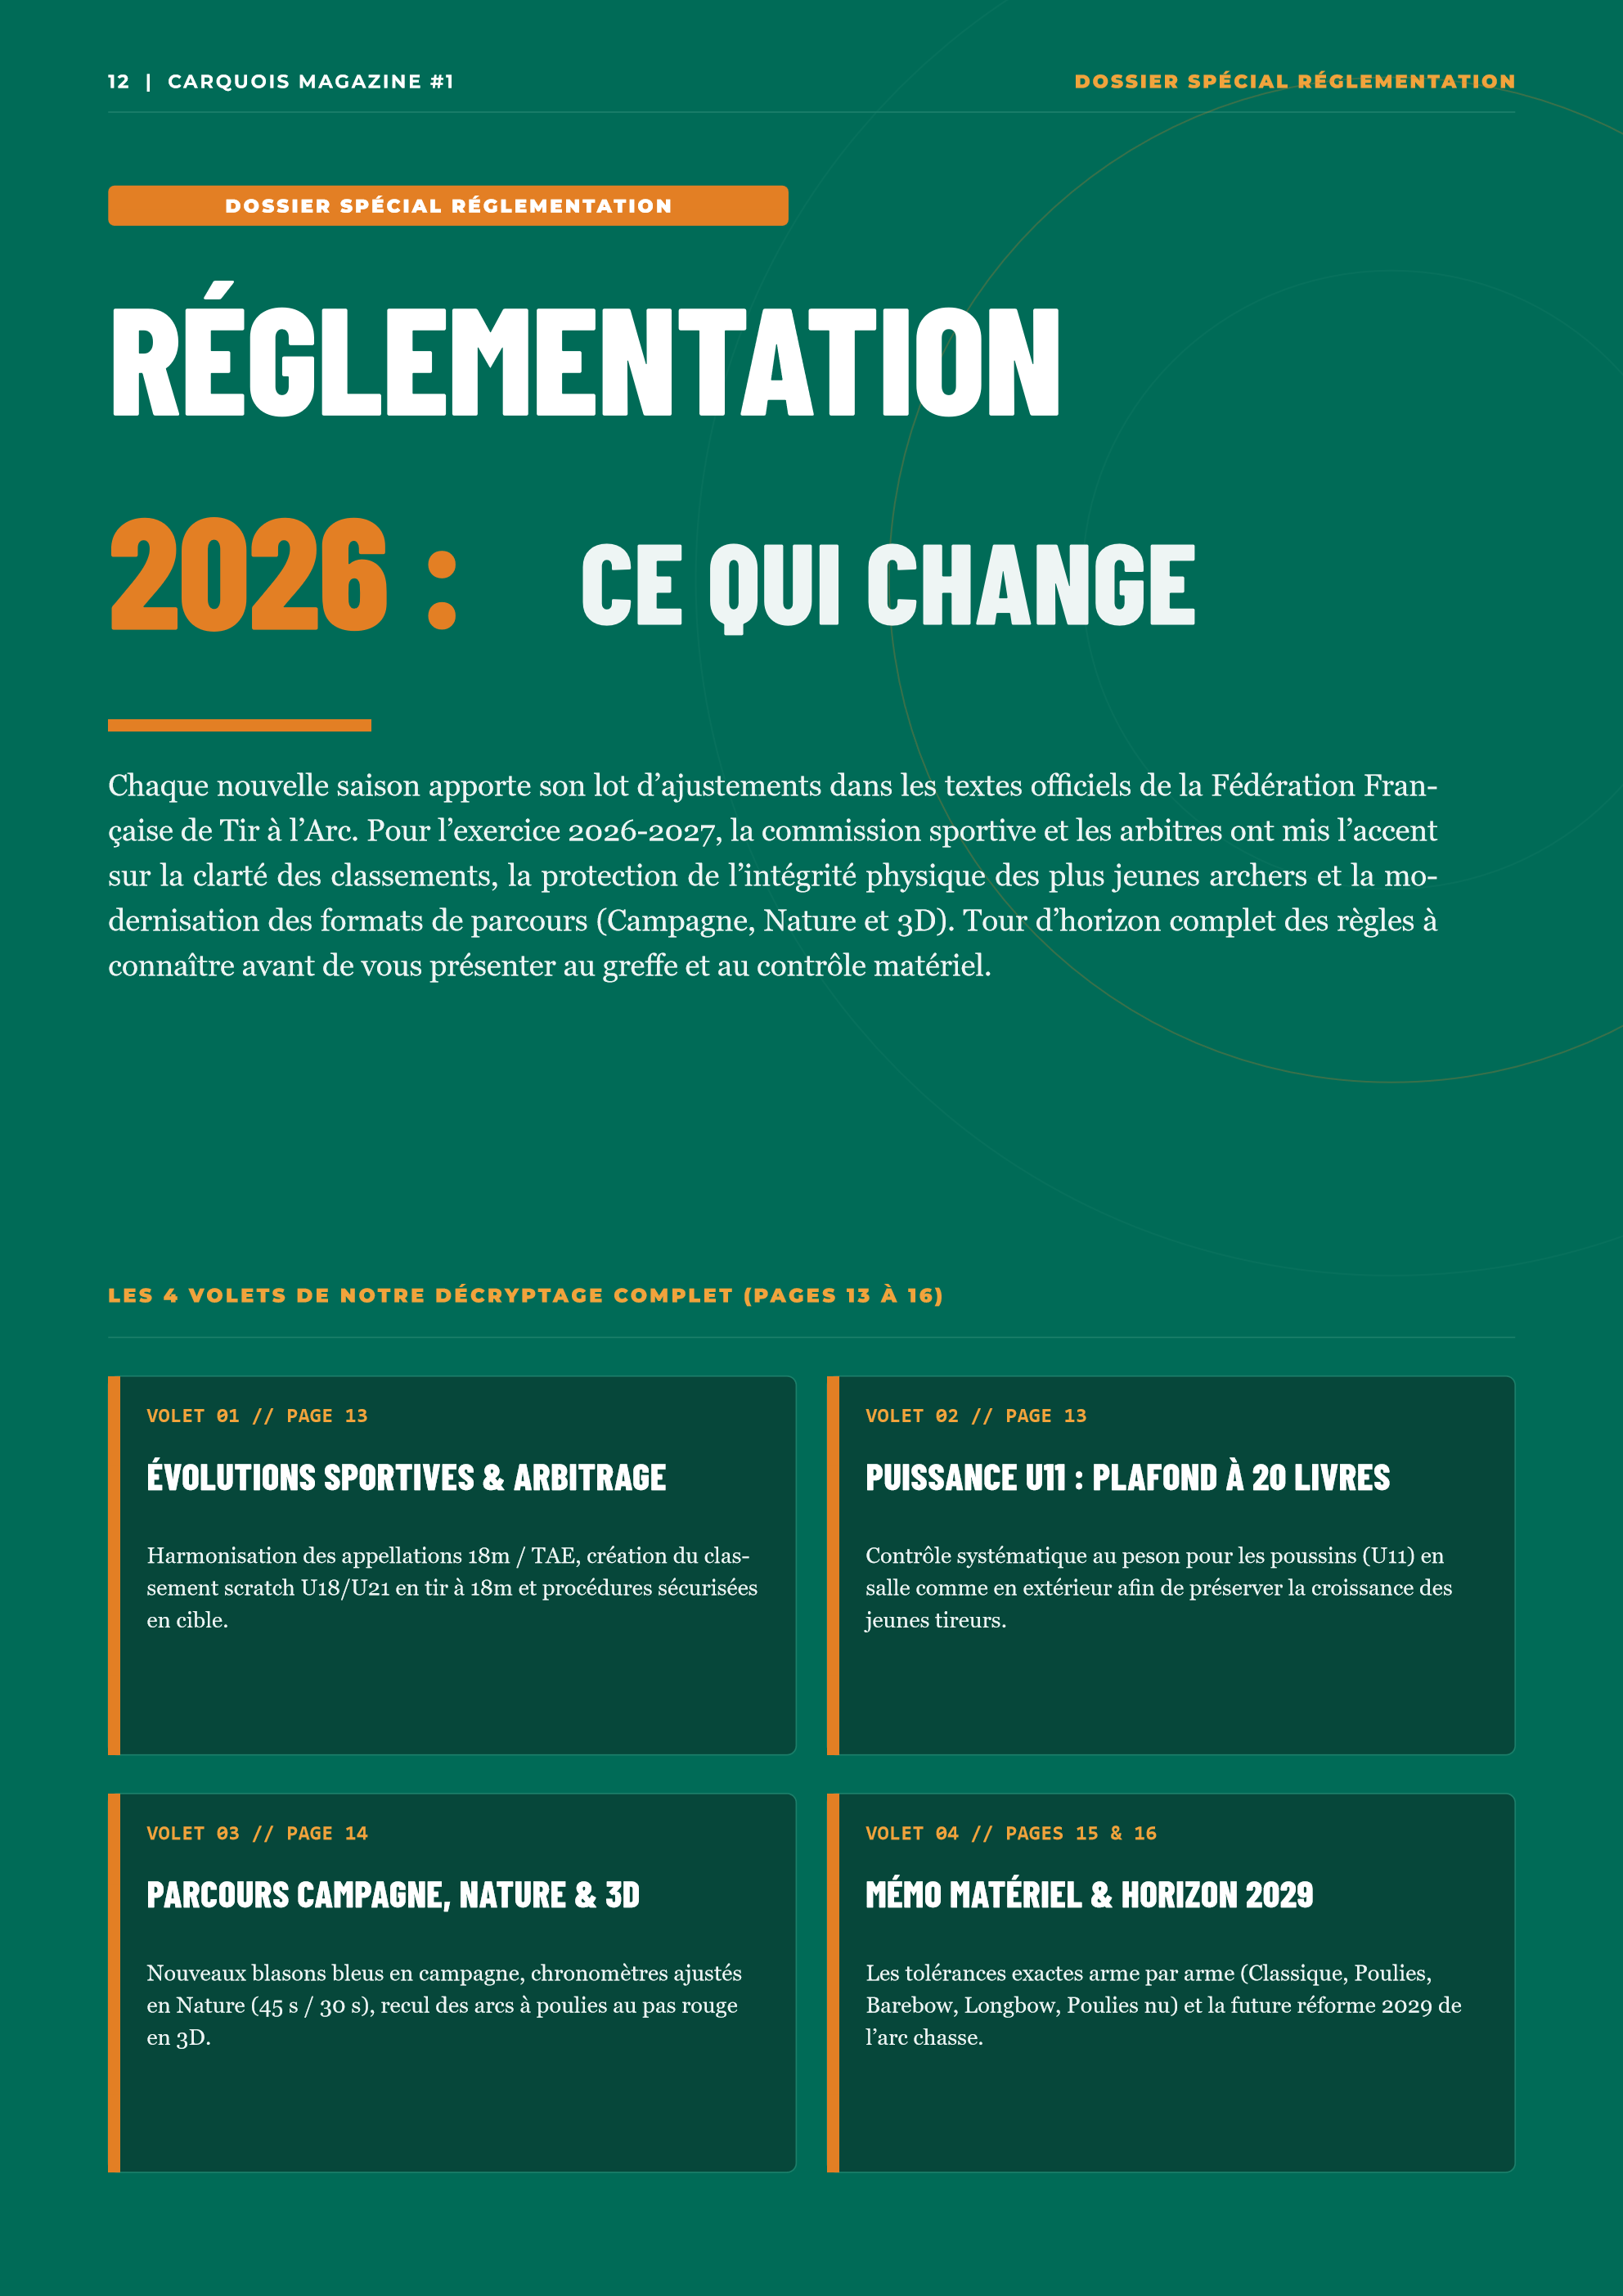 12 | CARQUOIS MAGAZINE #1
DOSSIER SPÉCIAL RÉGLEMENTATION
DOSSIER SPÉCIAL RÉGLEMENTATION
RÉGLEMENTATION
2026 : CE QUI CHANGE
Chaque nouvelle saison apporte son lot d’ajustements dans les textes officiels de la Fédération Fran-
çaise de Tir à l’Arc. Pour l’exercice 2026-2027, la commission sportive et les arbitres ont mis l’accent
sur la clarté des classements, la protection de l’intégrité physique des plus jeunes archers et la mo-
dernisation des formats de parcours (Campagne, Nature et 3D). Tour d’horizon complet des règles à
connaître avant de vous présenter au greffe et au contrôle matériel.
LES 4 VOLETS DE NOTRE DÉCRYPTAGE COMPLET (PAGES 13 À 16)
VOLET 01 // PAGE 13
ÉVOLUTIONS SPORTIVES & ARBITRAGE
Harmonisation des appellations 18m / TAE, création du clas-
sement scratch U18/U21 en tir à 18m et procédures sécurisées
en cible.
VOLET 02 // PAGE 13
PUISSANCE U11 : PLAFOND À 20 LIVRES
Contrôle systématique au peson pour les poussins (U11) en
salle comme en extérieur afin de préserver la croissance des
jeunes tireurs.
VOLET 03 // PAGE 14
PARCOURS CAMPAGNE, NATURE & 3D
Nouveaux blasons bleus en campagne, chronomètres ajustés
en Nature (45 s / 30 s), recul des arcs à poulies au pas rouge
en 3D.
VOLET 04 // PAGES 15 & 16
MÉMO MATÉRIEL & HORIZON 2029
Les tolérances exactes arme par arme (Classique, Poulies,
Barebow, Longbow, Poulies nu) et la future réforme 2029 de
l’arc chasse.